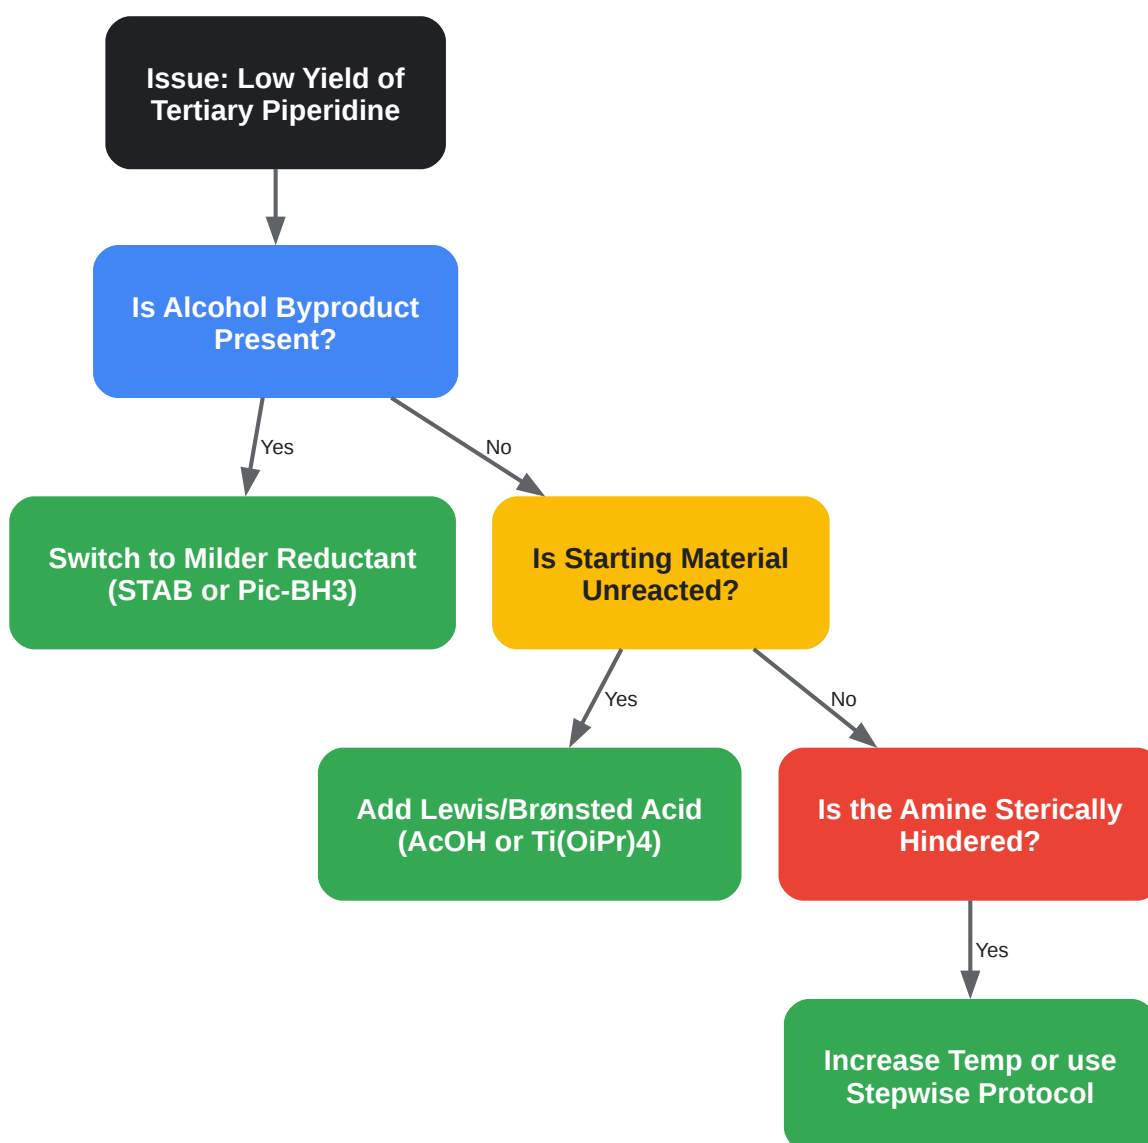 Issue: Low Yield of
Tertiary Piperidine
Is Alcohol Byproduct
Present?
Yes
No
Switch to Milder Reductant
(STAB or Pic-BH3)
Is Starting Material
Unreacted?
Yes
No
Add Lewis/Brønsted Acid
(AcOH or Ti(OiPr)4)
Is the Amine Sterically
Hindered?
Yes
Increase Temp or use
Stepwise Protocol